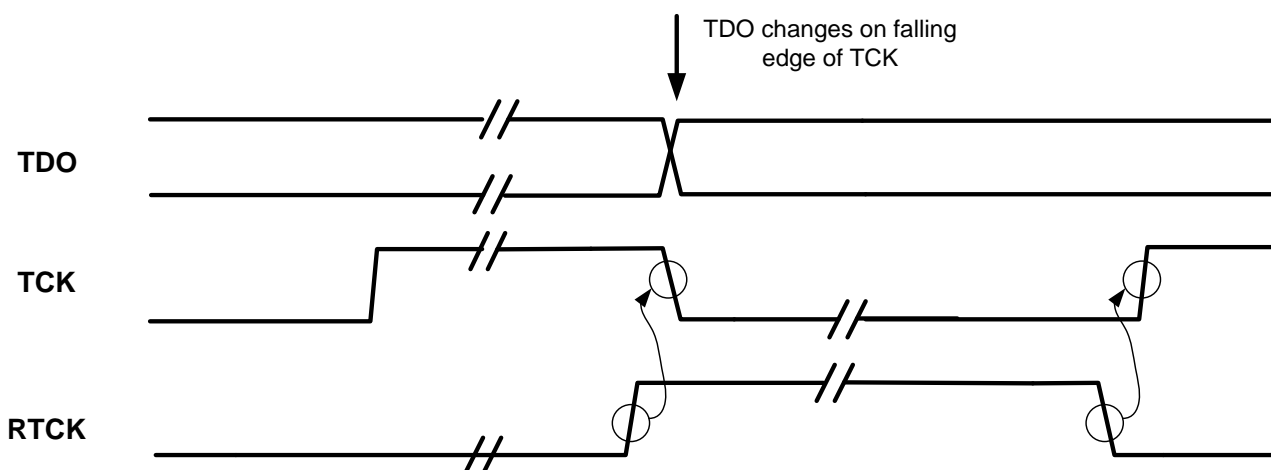 TDO changes on falling
edge of TCK
TDO
TCK
RTCK